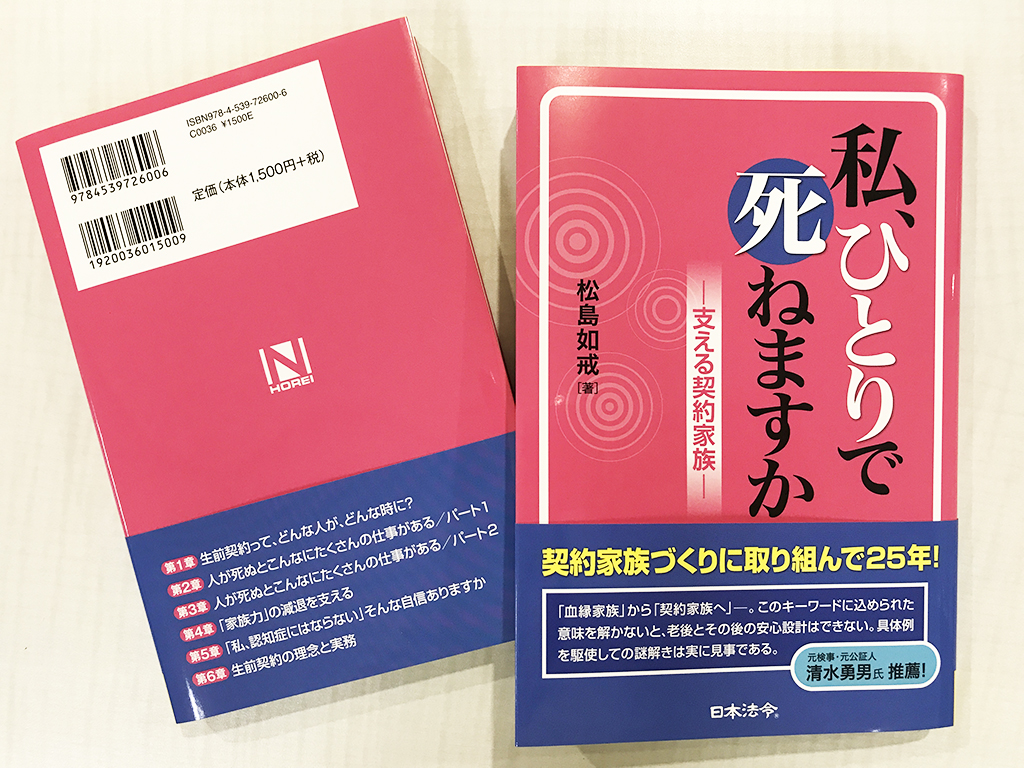 ISBN978-4-539-72600-6
C0036 ¥1500E
9784539726006
定価(本体1,500円+税)
1920036015009
HOREI
第1章 生前契約って、どんな人が、どんな時に?
第2章 人が死ぬとこんなにたくさんの仕事がある/パート1
第3章 人が死ぬとこんなにたくさんの仕事がある/パート2
第4章 「家族力」の減退を支える
第5章 「私、認知症にはならない」そんな自信ありますか
第6章 生前契約の理念と実務
私、ひとりで
死ねますか
―支える契約家族―
松島如戒[著]
契約家族づくりに取り組んで25年!
「血縁家族」から「契約家族へ」―。このキーワードに込められた
意味を解かないと、老後とその後の安心設計はできない。具体例
を駆使しての謎解きは実に見事である。
元検事・元公証人
清水勇男氏 推薦!
日本法令®